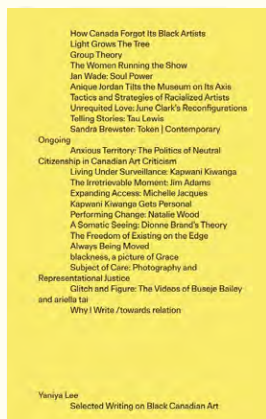 How Canada Forgot Its Black Artists
Light Grows The Tree
Group Theory
The Women Running the Show
Jan Wade: Soul Power
Anique Jordan Tilts the Museum on Its Axis
Tactics and Strategies of Racialized Artists
Unrequited Love: June Clark's Reconfigurations
Telling Stories: Tau Lewis
Sandra Brewster: Token | Contemporary
Ongoing
Anxious Territory: The Politics of Neutral
Citizenship in Canadian Art Criticism
Living Under Surveillance: Kapwani Kiwanga
The Irretrievable Moment: Jim Adams
Expanding Access: Michelle Jacques
Kapwani Kiwanga Gets Personal
Performing Change: Natalie Wood
A Somatic Seeing: Dionne Brand's Theory
The Freedom of Existing on the Edge
Always Being Moved
blackness, a picture of Grace
Subject of Care: Photography and
Representational Justice
Glitch and Figure: The Videos of Buseje Bailey
and ariella tai
Why I Write /towards relation
Yaniya Lee
Selected Writing on Black Canadian Art